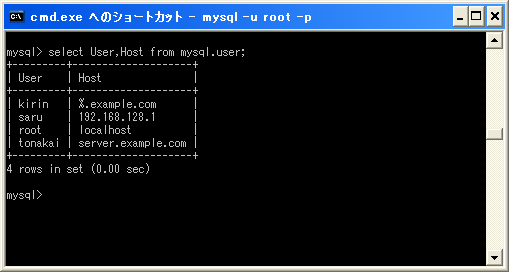 cmd.exe へのショートカット - mysql -u root -p
mysql> select User,Host from mysql.user;
+---------+--------------------+
| User    | Host               |
+---------+--------------------+
| kirin   | %.example.com      |
| saru    | 192.168.128.1      |
| root    | localhost          |
| tonakai | server.example.com |
+---------+--------------------+
4 rows in set (0.00 sec)
mysql>